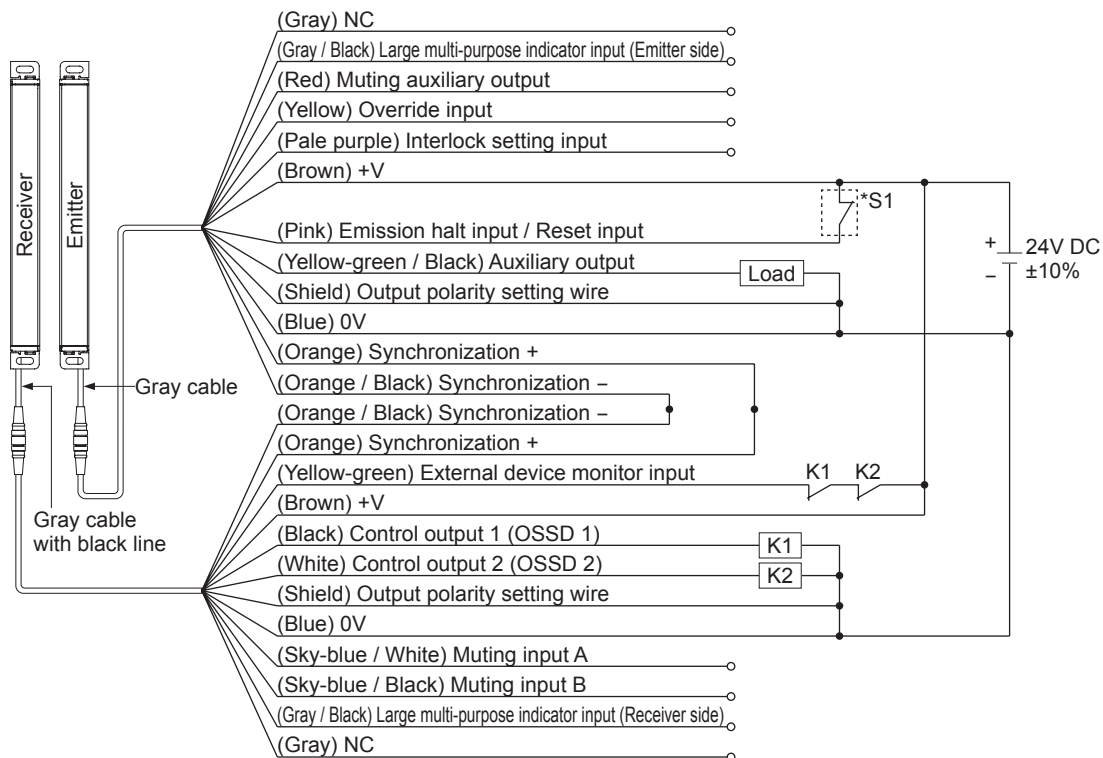 (Gray) NC
(Gray / Black) Large multi-purpose indicator input (Emitter side)
(Red) Muting auxiliary output
(Yellow) Override input
(Pale purple) Interlock setting input
(Brown) +V
*S1
(Pink) Emission halt input / Reset input
+
24V DC
−
±10%
(Yellow-green / Black) Auxiliary output
Load
(Shield) Output polarity setting wire
(Blue) 0V
(Orange) Synchronization +
(Orange / Black) Synchronization −
Receiver
Emitter
Gray cable
Gray cable
with black line
(Orange / Black) Synchronization −
(Orange) Synchronization +
(Yellow-green) External device monitor input
K1
K2
(Brown) +V
(Black) Control output 1 (OSSD 1)
K1
(White) Control output 2 (OSSD 2)
K2
(Shield) Output polarity setting wire
(Blue) 0V
(Sky-blue / White) Muting input A
(Sky-blue / Black) Muting input B
(Gray / Black) Large multi-purpose indicator input (Receiver side)
(Gray) NC